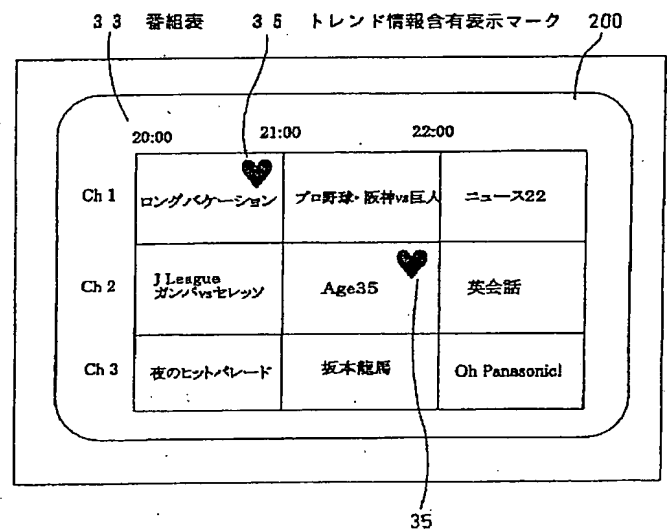 33 番組表 35 トレンド情報含有表示マーク 200
20:00 21:00 22:00
Ch 1 ロングバケーション プロ野球・阪神vs巨人 ニュース22
Ch 2 J League ガンバvsセレッソ Age35 英会話
Ch 3 夜のヒットパレード 坂本龍馬 Oh Panasonic!
35